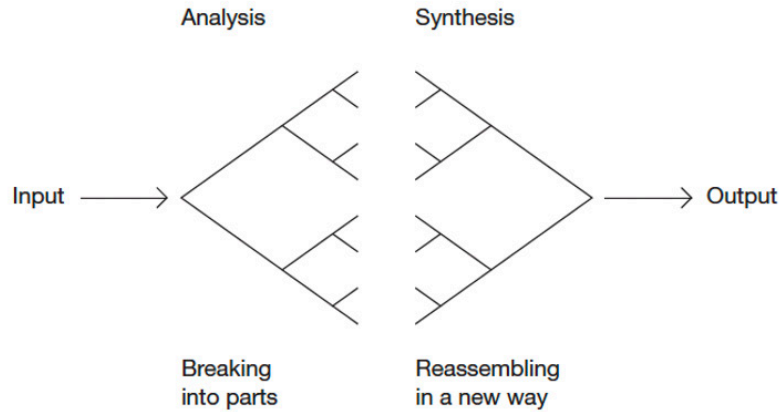 Analysis
Synthesis
Input
Output
Breaking
into parts
Reassembling
in a new way